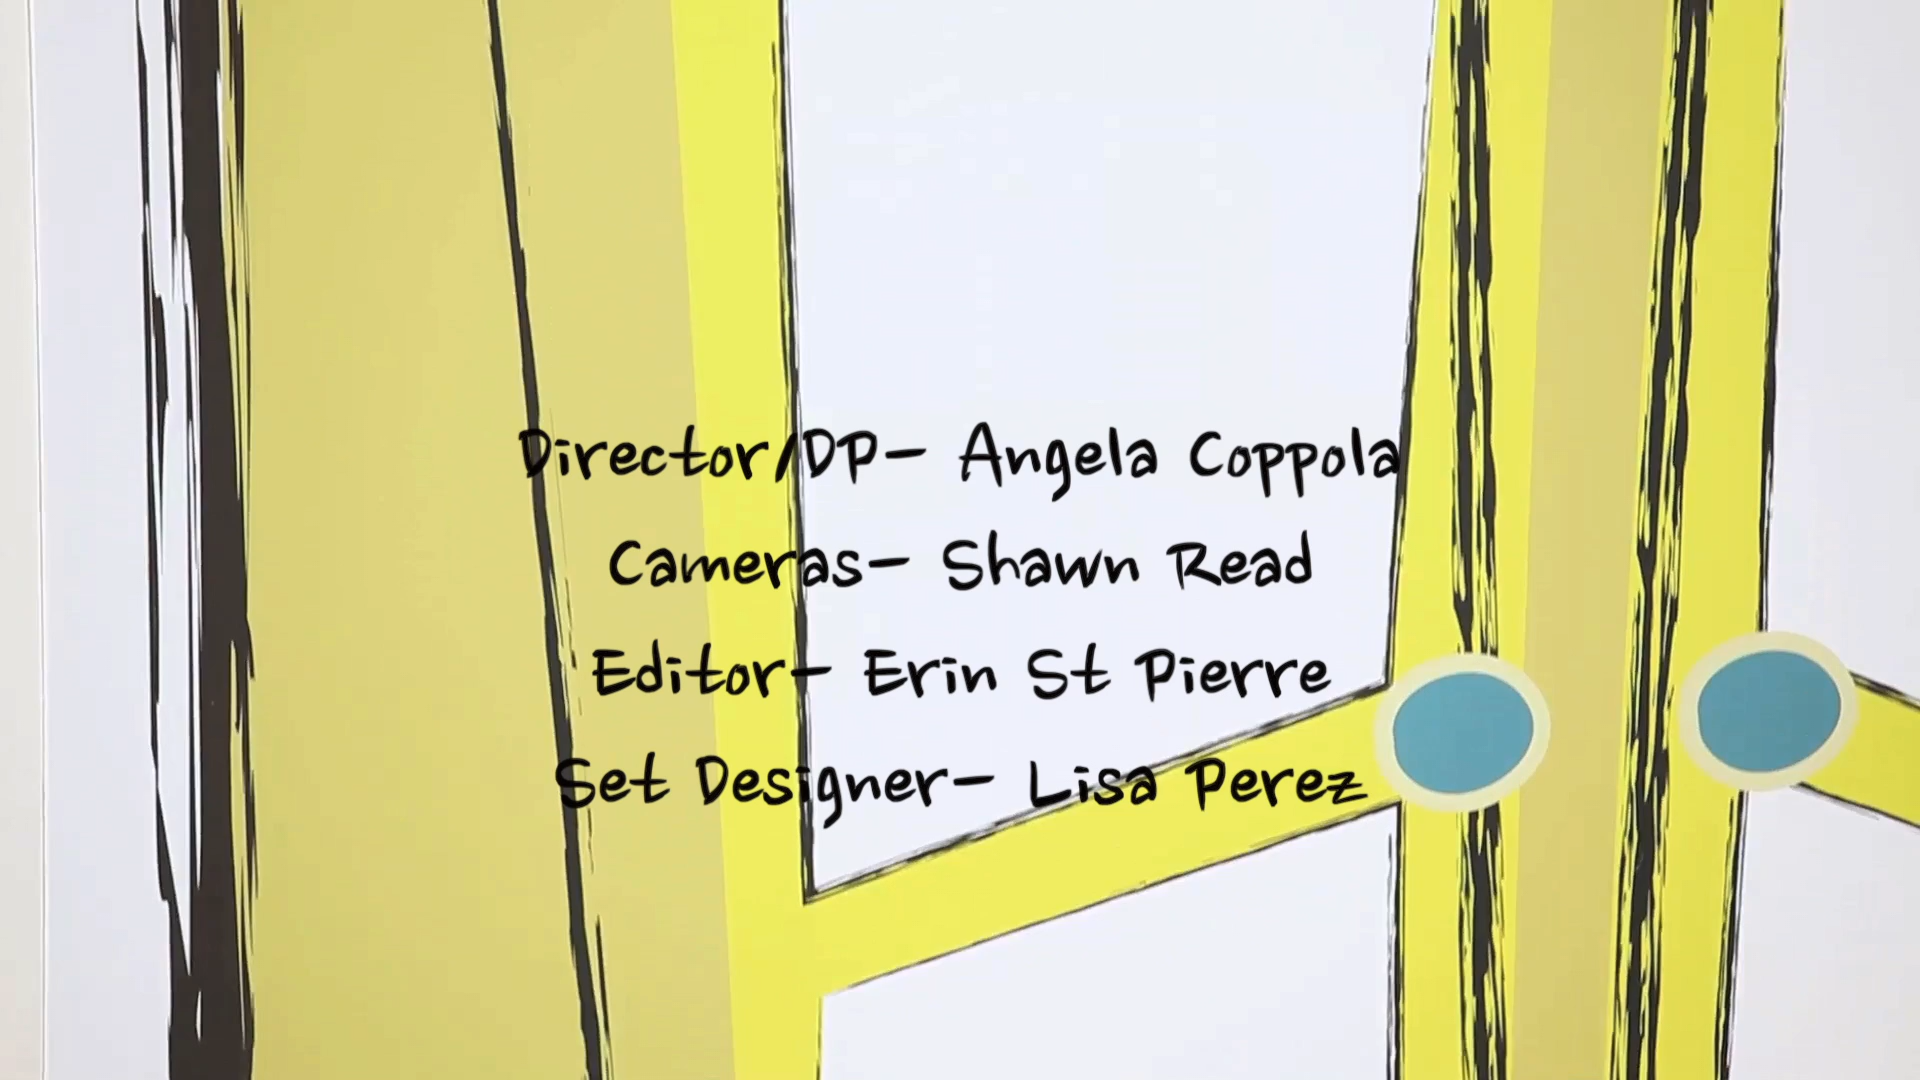 Director/DP- Angela Coppola
Cameras- Shawn Read
Editor- Erin St Pierre
Set Designer- Lisa Perez